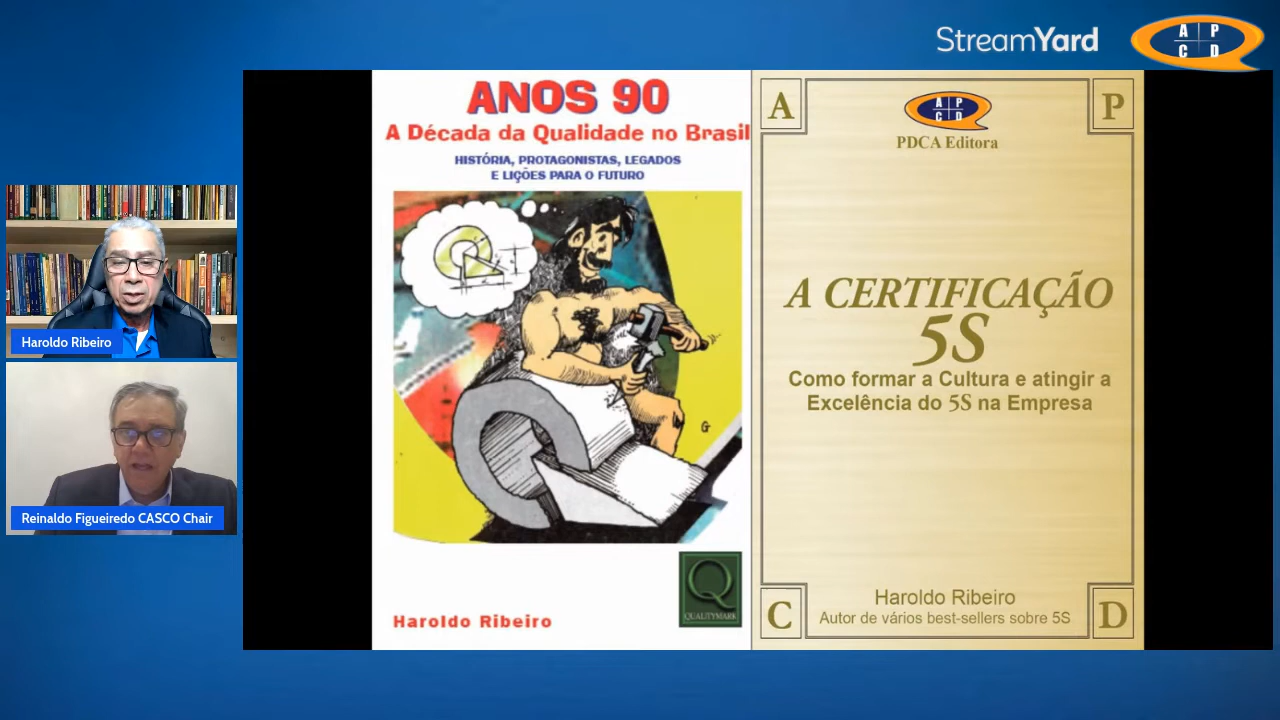 StreamYard
A P
C D
Haroldo Ribeiro
Reinaldo Figueiredo CASCO Chair
ANOS 90
A Década da Qualidade no Brasil
HISTÓRIA, PROTAGONISTAS, LEGADOS
E LIÇÕES PARA O FUTURO
G
Q
QUALITYMARK
Haroldo Ribeiro
A
P
A P
C D
PDCA Editora
A CERTIFICAÇÃO
5S
Como formar a Cultura e atingir a
Excelência do 5S na Empresa
Haroldo Ribeiro
Autor de vários best-sellers sobre 5S
C
D